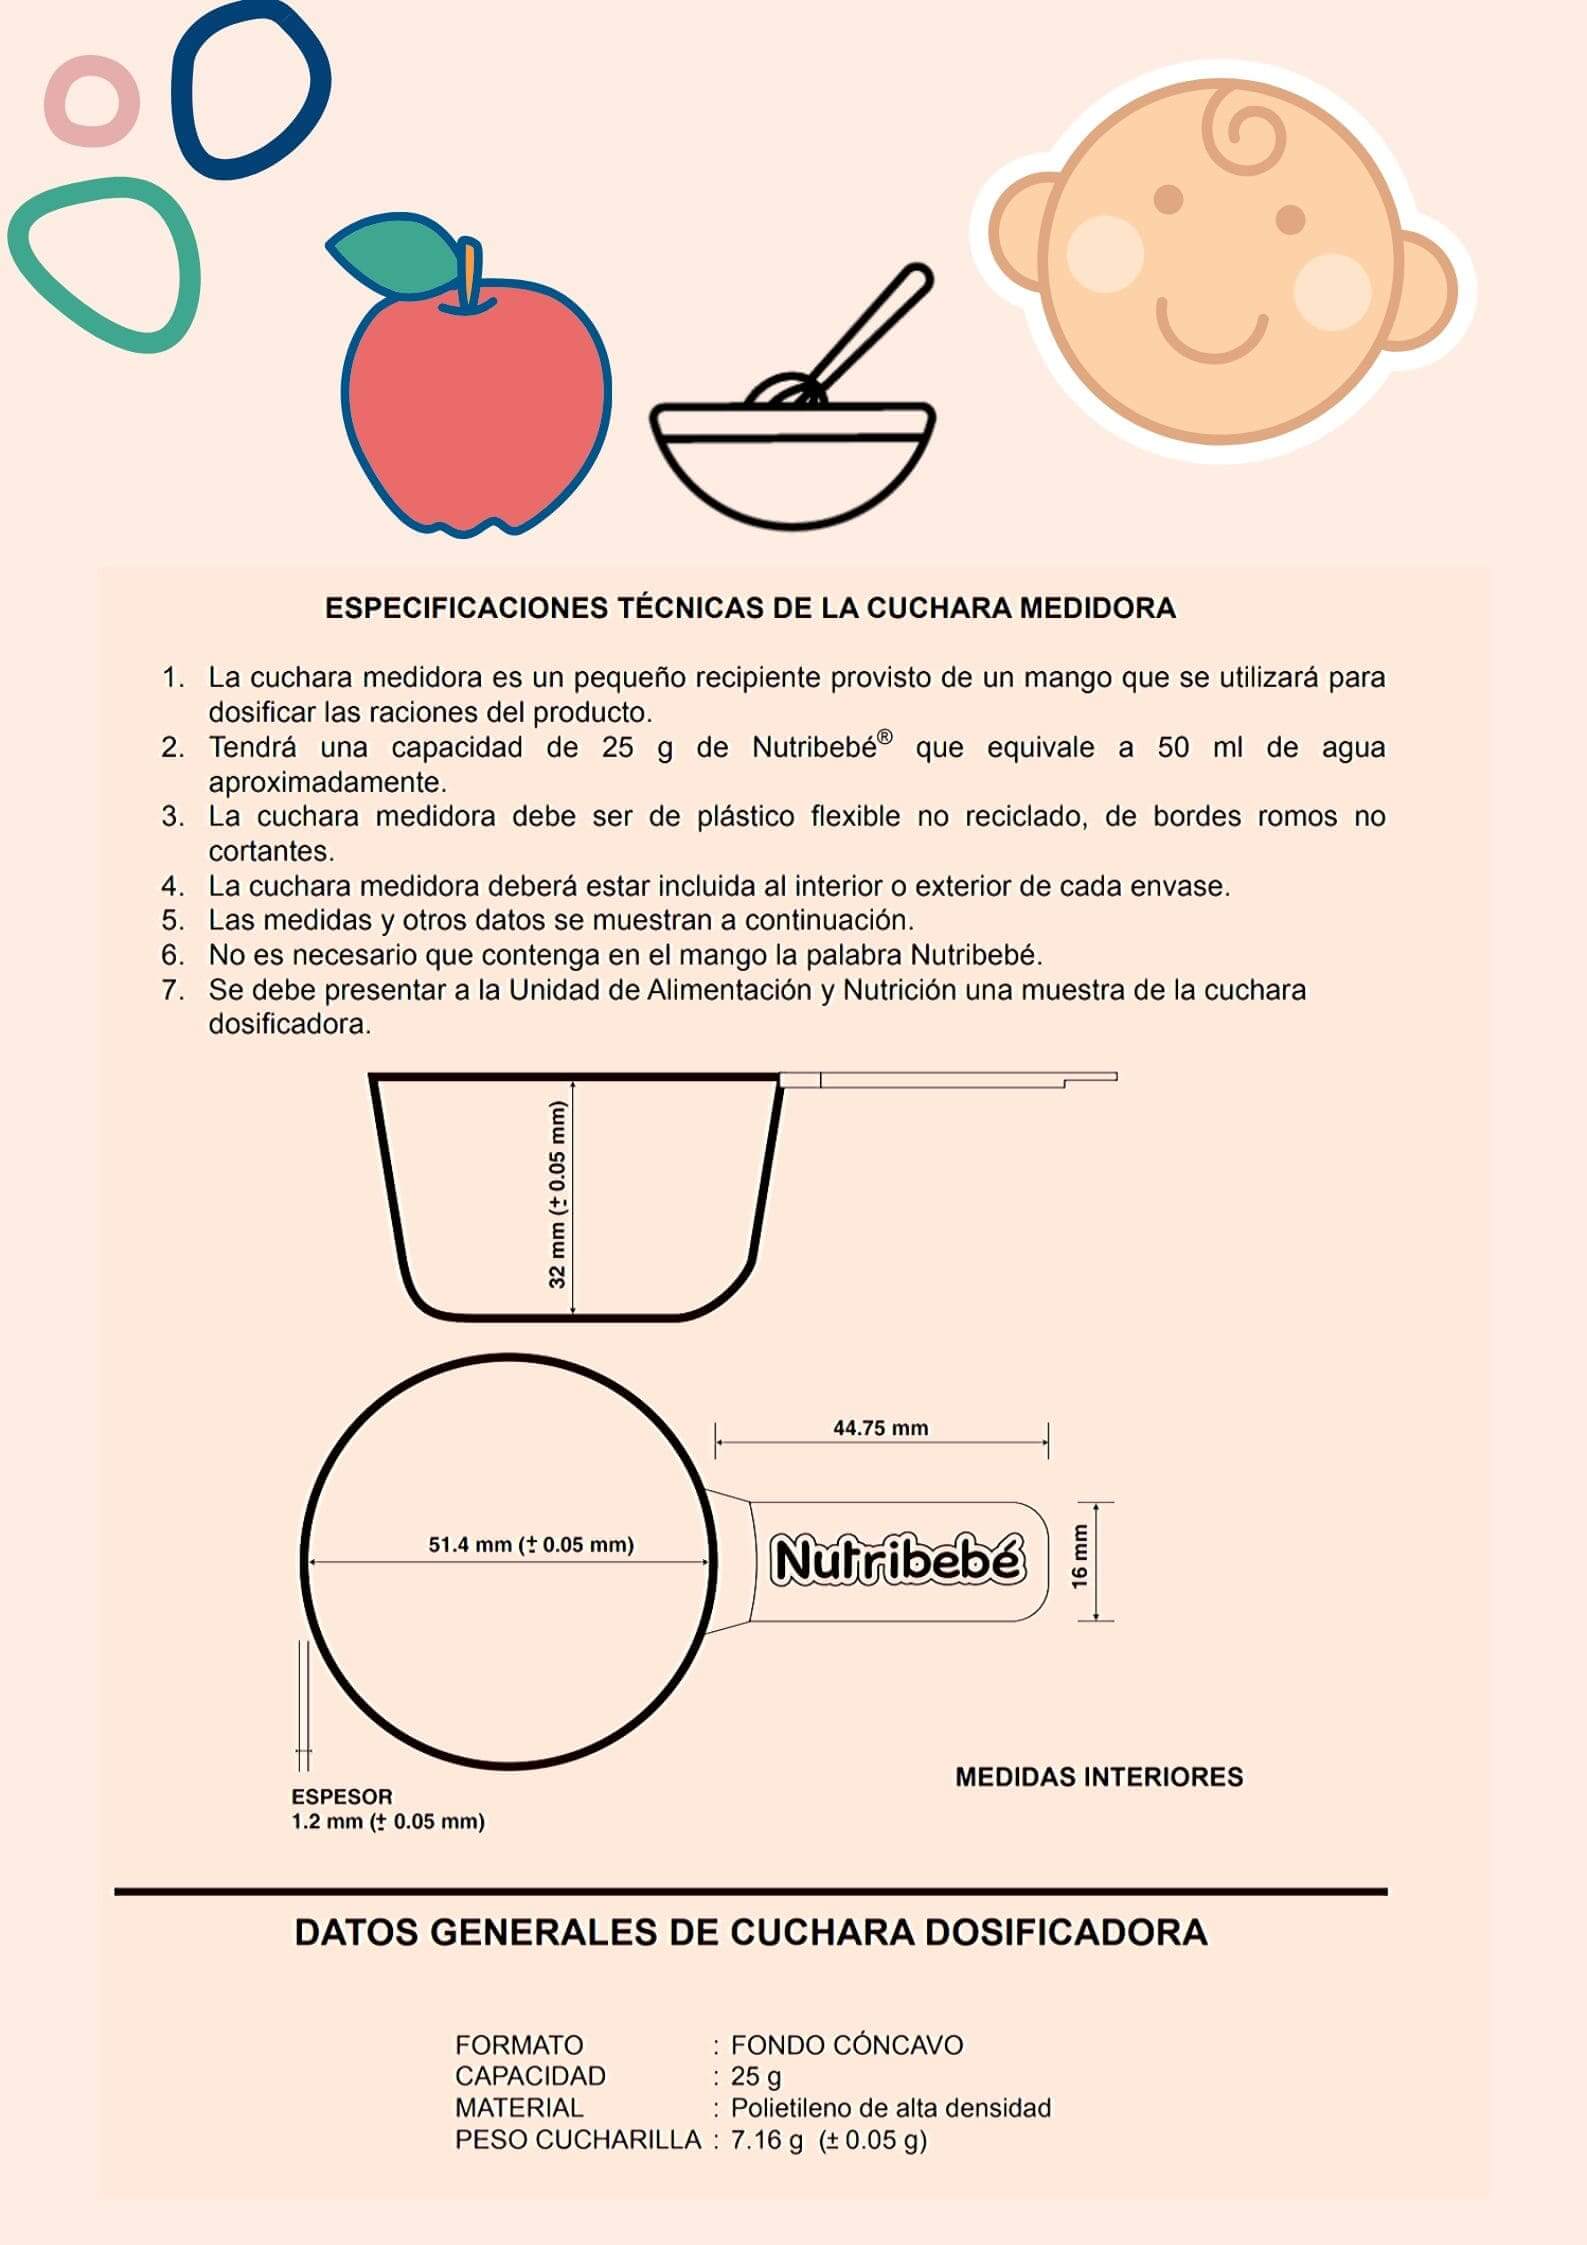 ESPECIFICACIONES TÉCNICAS DE LA CUCHARA MEDIDORA
1. La cuchara medidora es un pequeño recipiente provisto de un mango que se utilizará para
dosificar las raciones del producto.
2. Tendrá una capacidad de 25 g de Nutribebé® que equivale a 50 ml de agua
aproximadamente.
3. La cuchara medidora debe ser de plástico flexible no reciclado, de bordes romos no
cortantes.
4. La cuchara medidora deberá estar incluida al interior o exterior de cada envase.
5. Las medidas y otros datos se muestran a continuación.
6. No es necesario que contenga en el mango la palabra Nutribebé.
7. Se debe presentar a la Unidad de Alimentación y Nutrición una muestra de la cuchara
dosificadora.
32 mm (± 0.05 mm)
44.75 mm
51.4 mm (± 0.05 mm)
Nutribebé
16 mm
MEDIDAS INTERIORES
ESPESOR
1.2 mm (± 0.05 mm)
DATOS GENERALES DE CUCHARA DOSIFICADORA
FORMATO : FONDO CÓNCAVO
CAPACIDAD : 25 g
MATERIAL : Polietileno de alta densidad
PESO CUCHARILLA : 7.16 g (± 0.05 g)